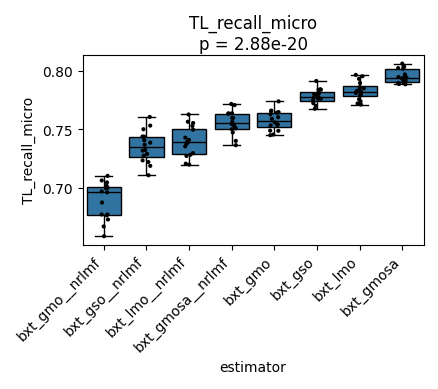 TL_recall_micro
p = 2.88e-20
TL_recall_micro
0.80
0.75
0.70
bxt_gmo__nrlmf
bxt_gso__nrlmf
bxt_lmo__nrlmf
bxt_gmosa__nrlmf
bxt_gmo
bxt_gso
bxt_lmo
bxt_gmosa
estimator